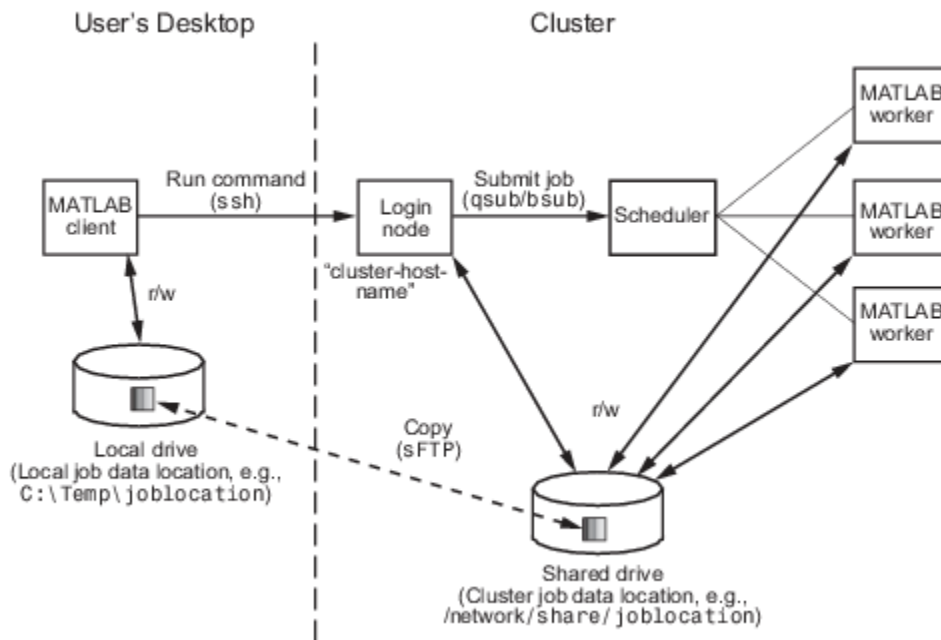 User's Desktop
Cluster
MATLAB
worker
Run command
(ssh)
Submit job
(qsub/bsub)
MATLAB
client
Login
node
Scheduler
MATLAB
worker
"cluster-host-
name"
r/w
MATLAB
worker
r/w
Copy
(sFTP)
Local drive
(Local job data location, e.g.,
C:\Temp\joblocation)
Shared drive
(Cluster job data location, e.g.,
/network/share/joblocation)